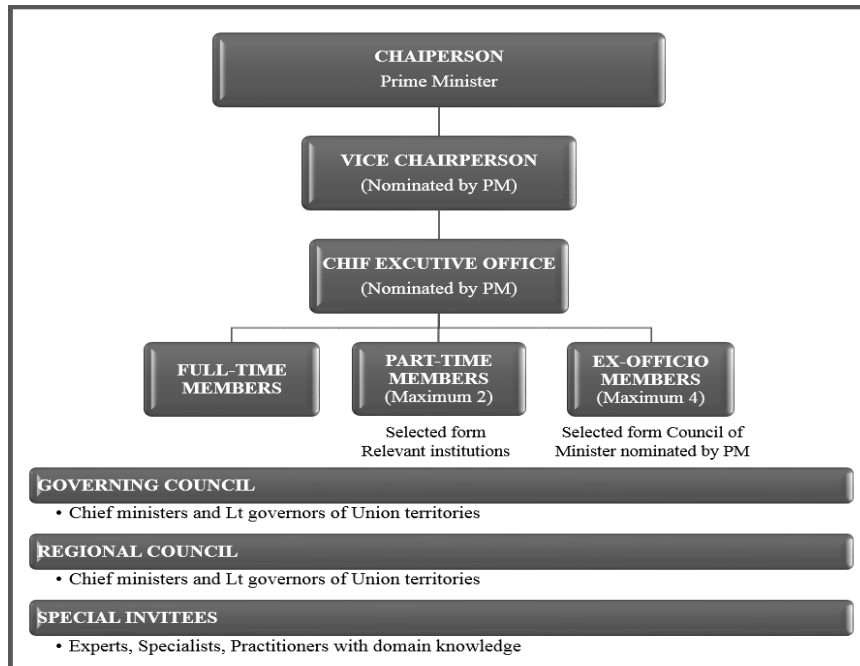 CHAIPERSON
Prime Minister
VICE CHAIRPERSON
(Nominated by PM)
CHIF EXCUTIVE OFFICE
(Nominated by PM)
FULL-TIME
MEMBERS
PART-TIME
MEMBERS
(Maximum 2)
EX-OFFICIO
MEMBERS
(Maximum 4)
Selected form
Relevant institutions
Selected form Council of
Minister nominated by PM
GOVERNING COUNCIL
• Chief ministers and Lt governors of Union territories
REGIONAL COUNCIL
• Chief ministers and Lt governors of Union territories
SPECIAL INVITEES
• Experts, Specialists, Practitioners with domain knowledge